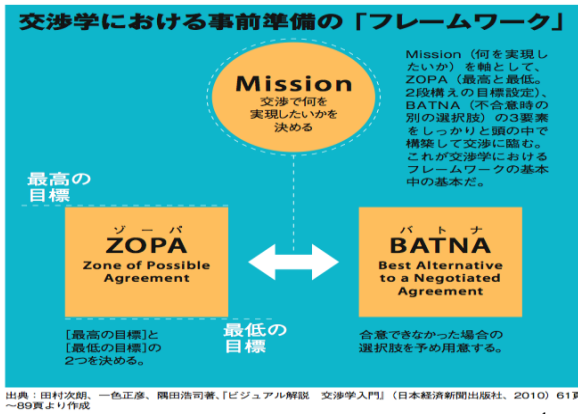 交渉学における事前準備の「フレームワーク」
Mission
交渉で何を
実現したいかを
決める
Mission（何を実現し
たいか）を軸として、
ZOPA（最高と最低。
2段構えの目標設定）、
BATNA（不合意時の
別の選択肢）の3要素
をしっかりと頭の中で
構築して交渉に臨む。
これが交渉学における
フレームワークの基本
中の基本だ。
最高の
目標
ゾーパ
ZOPA
Zone of Possible
Agreement
バトナ
BATNA
Best Alternative
to a Negotiated
Agreement
［最高の目標］と
［最低の目標］の
2つを決める。
最低の
目標
合意できなかった場合の
選択肢を予め用意する。
出典：田村次朗、一色正彦、隅田浩司著、『ビジュアル解説　交渉学入門』（日本経済新聞出版社、2010）61頁
～89頁より作成